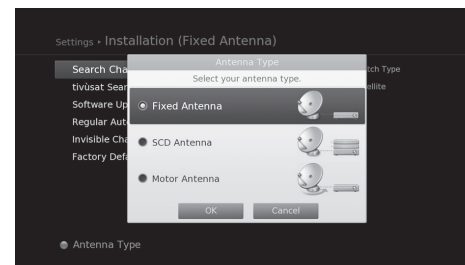 Settings • Installation (Fixed Antenna)
Antenna Type
Select your antenna type.
Search Cha
tch Type
tivùsat Sear
ellite
Fixed Antenna
Software Up
Regular Aut
SCD Antenna
Invisible Cha
Factory Defa
Motor Antenna
OK
Cancel
Antenna Type